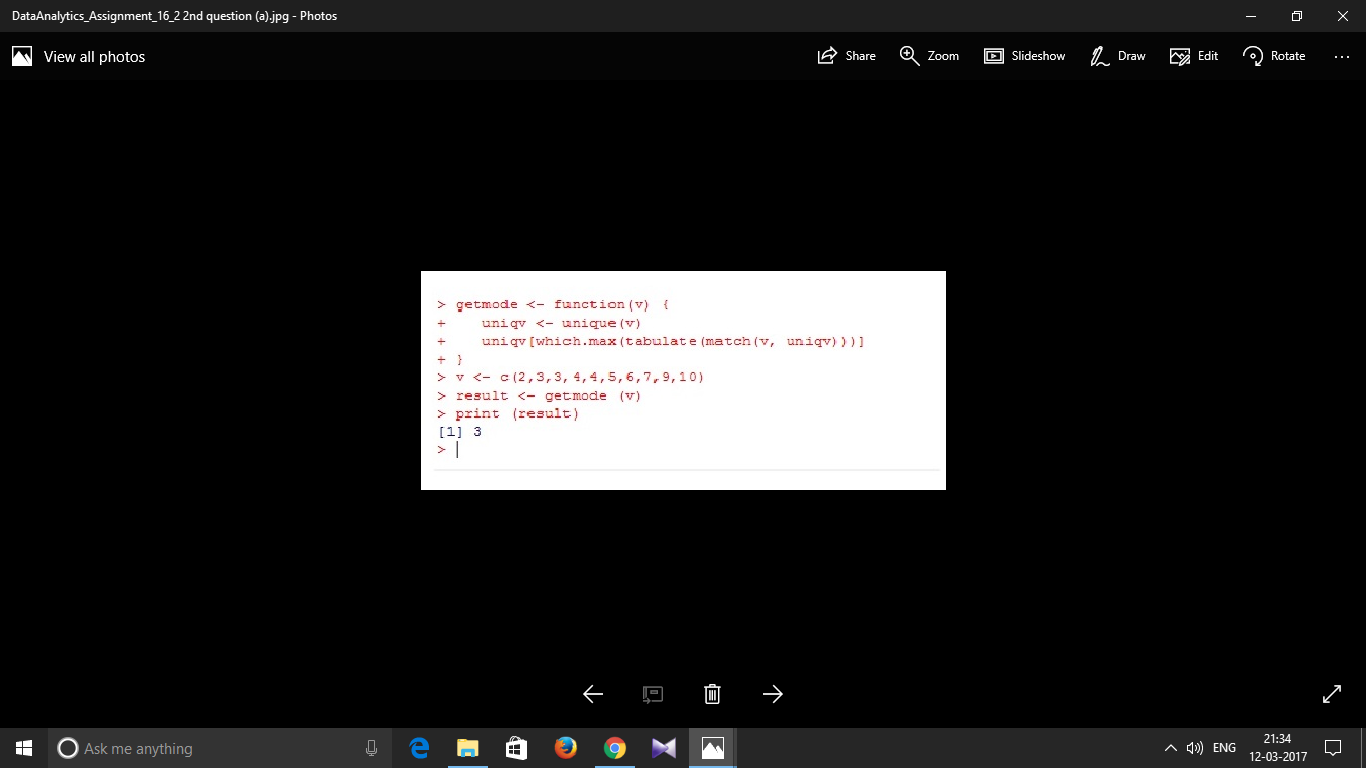 DataAnalytics_Assignment_16_2 2nd question (a).jpg - Photos
View all photos
Share
Zoom
Slideshow
Draw
Edit
Rotate
> getmode <- function(v) {
+    uniqv <- unique(v)
+    uniqv[which.max(tabulate(match(v, uniqv)))]
+ }
> v <- c(2,3,3,4,4,5,6,7,9,10)
> result <- getmode (v)
> print (result)
[1] 3
>
Ask me anything
ENG
21:34
12-03-2017